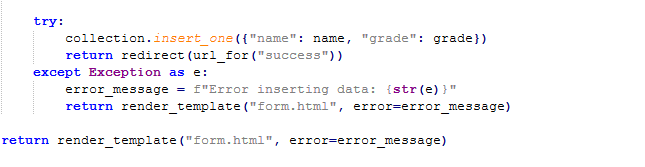 try:
collection.insert_one({"name": name, "grade": grade})
return redirect(url_for("success"))
except Exception as e:
error_message = f"Error inserting data: {str(e)}"
return render_template("form.html", error=error_message)
return render_template("form.html", error=error_message)